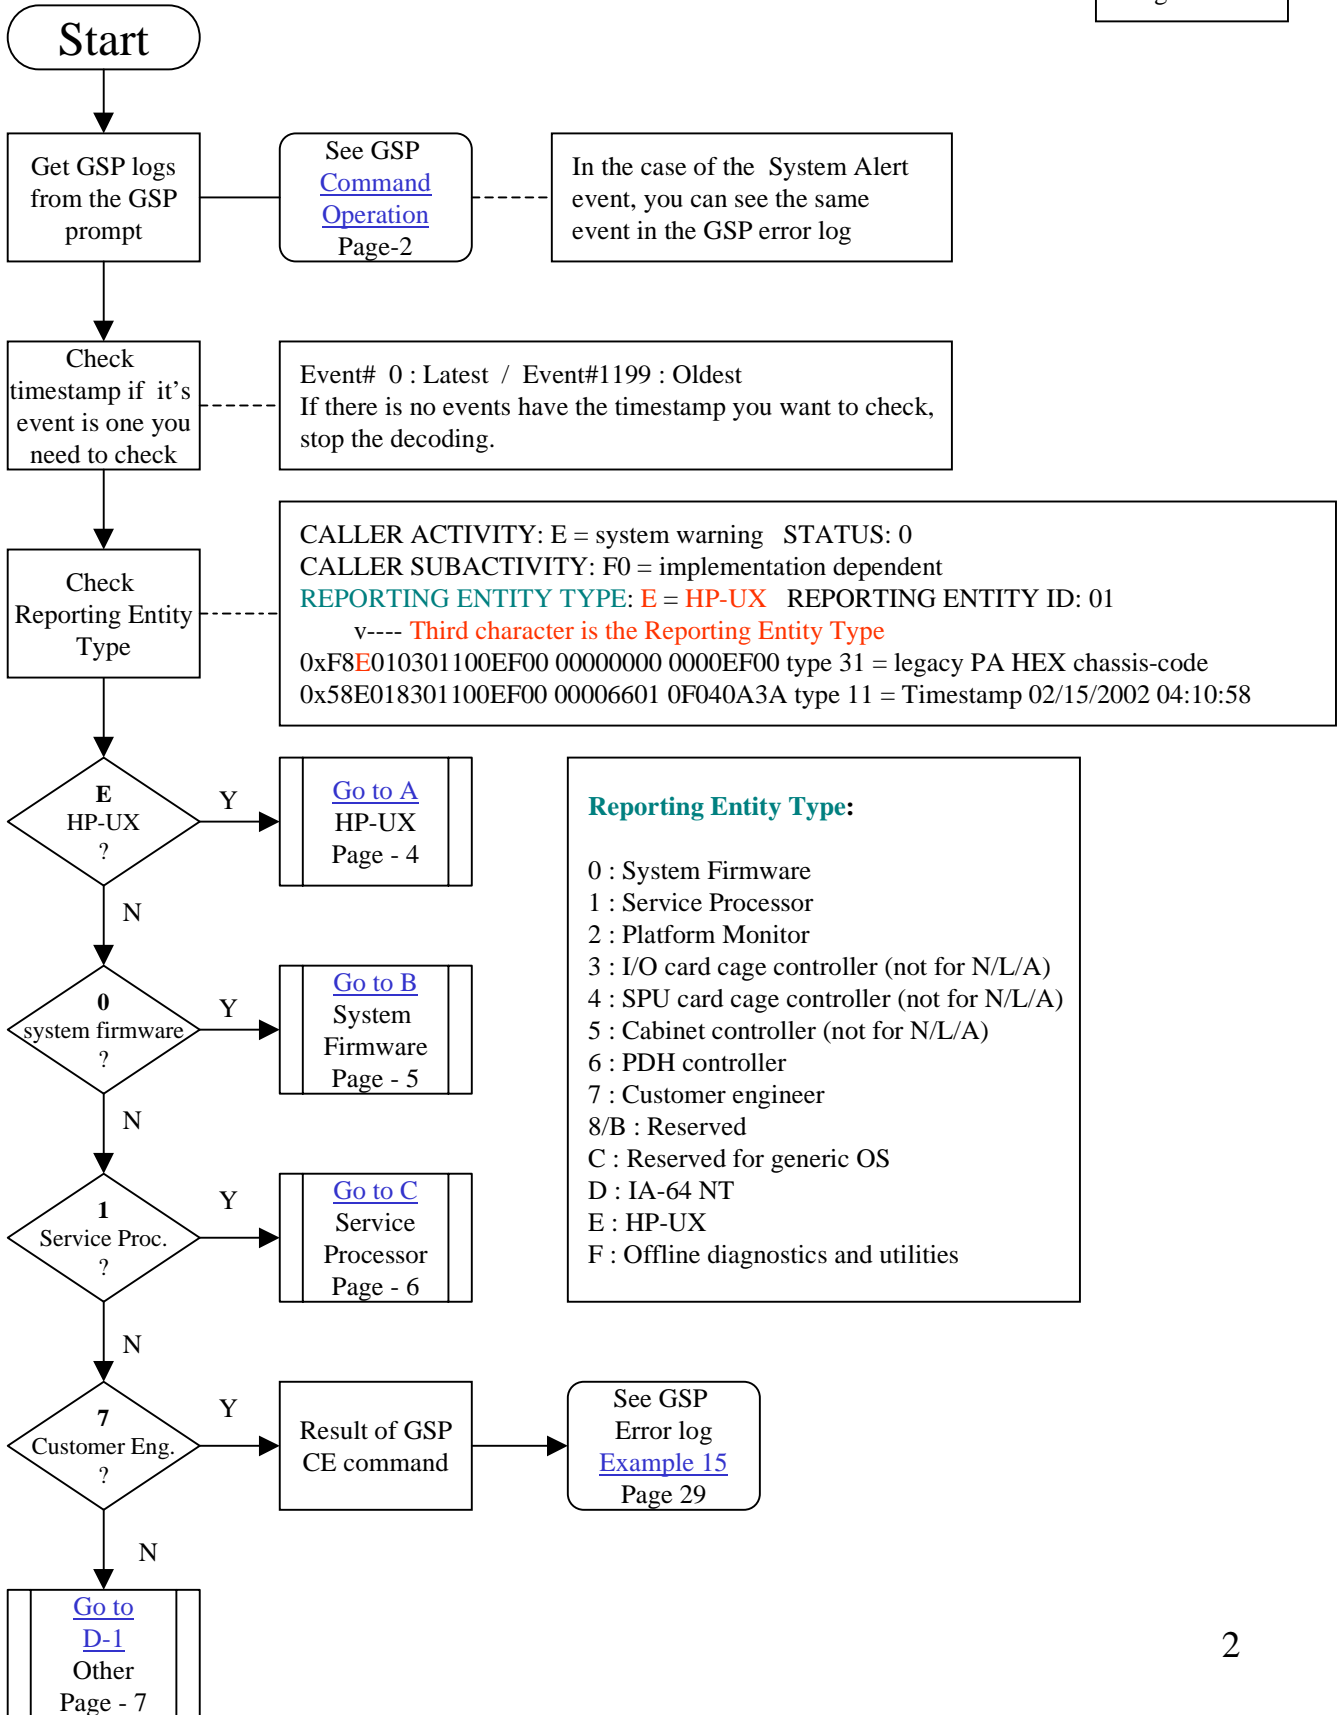 Start
Get GSP logs
from the GSP
prompt
See GSP
Command
Operation
Page-2
In the case of the System Alert
event, you can see the same
event in the GSP error log
Check
timestamp if it's
event is one you
need to check
Event# 0 : Latest / Event#1199 : Oldest
If there is no events have the timestamp you want to check,
stop the decoding.
Check
Reporting Entity
Type
CALLER ACTIVITY: E = system warning STATUS: 0
CALLER SUBACTIVITY: F0 = implementation dependent
REPORTING ENTITY TYPE: E = HP-UX REPORTING ENTITY ID: 01
v---- Third character is the Reporting Entity Type
0xF8E010301100EF00 00000000 0000EF00 type 31 = legacy PA HEX chassis-code
0x58E018301100EF00 00006601 0F040A3A type 11 = Timestamp 02/15/2002 04:10:58
E
HP-UX
?
Y
Go to A
HP-UX
Page - 4
N
0
system firmware
?
Y
Go to B
System
Firmware
Page - 5
N
1
Service Proc.
?
Y
Go to C
Service
Processor
Page - 6
N
7
Customer Eng.
?
Y
Result of GSP
CE command
See GSP
Error log
Example 15
Page 29
N
Go to
D-1
Other
Page - 7
Reporting Entity Type:
0 : System Firmware
1 : Service Processor
2 : Platform Monitor
3 : I/O card cage controller (not for N/L/A)
4 : SPU card cage controller (not for N/L/A)
5 : Cabinet controller (not for N/L/A)
6 : PDH controller
7 : Customer engineer
8/B : Reserved
C : Reserved for generic OS
D : IA-64 NT
E : HP-UX
F : Offline diagnostics and utilities
2